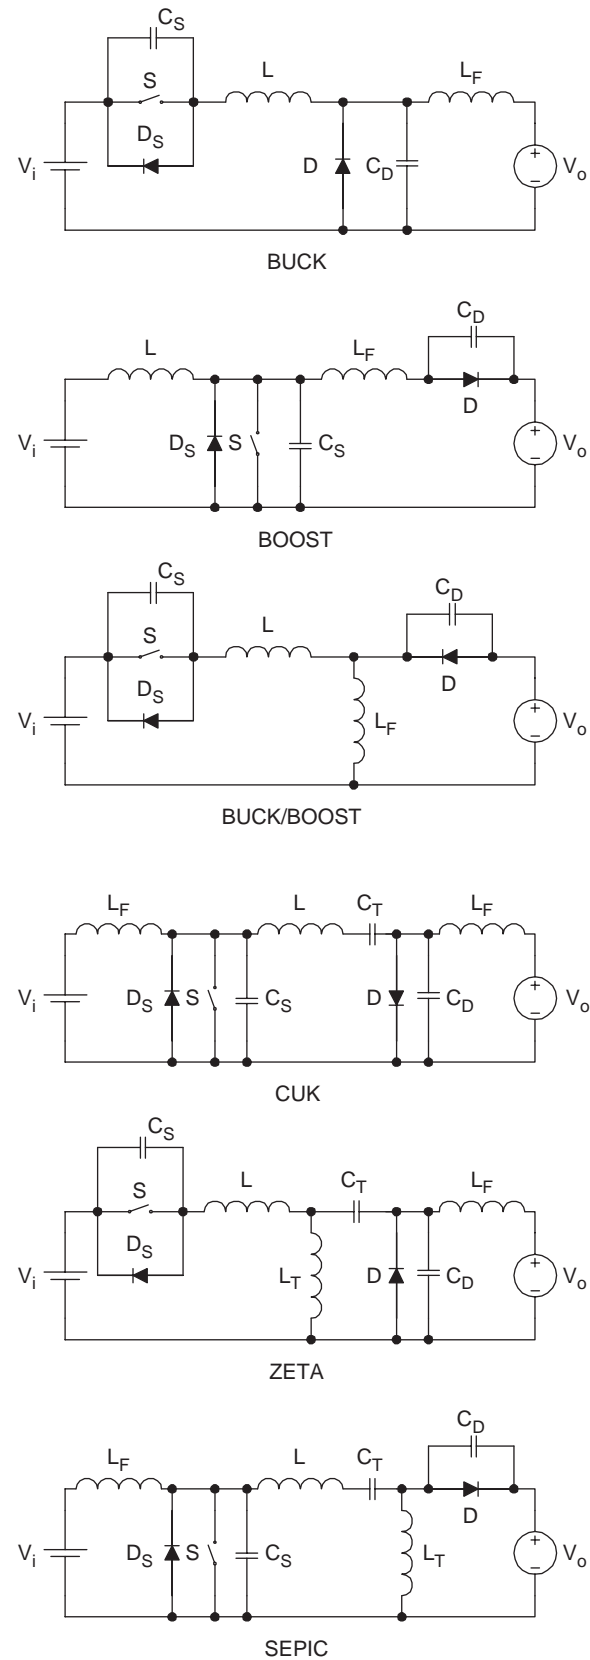 C_S
S
L
L_F
D_S
V_i
D
C_D
+
−
V_o
BUCK
C_D
L
L_F
D
V_i
D_S
S
C_S
+
−
V_o
BOOST
C_S
C_D
S
L
D_S
D
V_i
L_F
+
−
V_o
BUCK/BOOST
L_F
L
C_T
L_F
V_i
D_S
S
C_S
D
C_D
+
−
V_o
CUK
C_S
S
L
C_T
L_F
D_S
V_i
L_T
D
C_D
+
−
V_o
ZETA
C_D
L_F
L
C_T
D
V_i
D_S
S
C_S
L_T
+
−
V_o
SEPIC